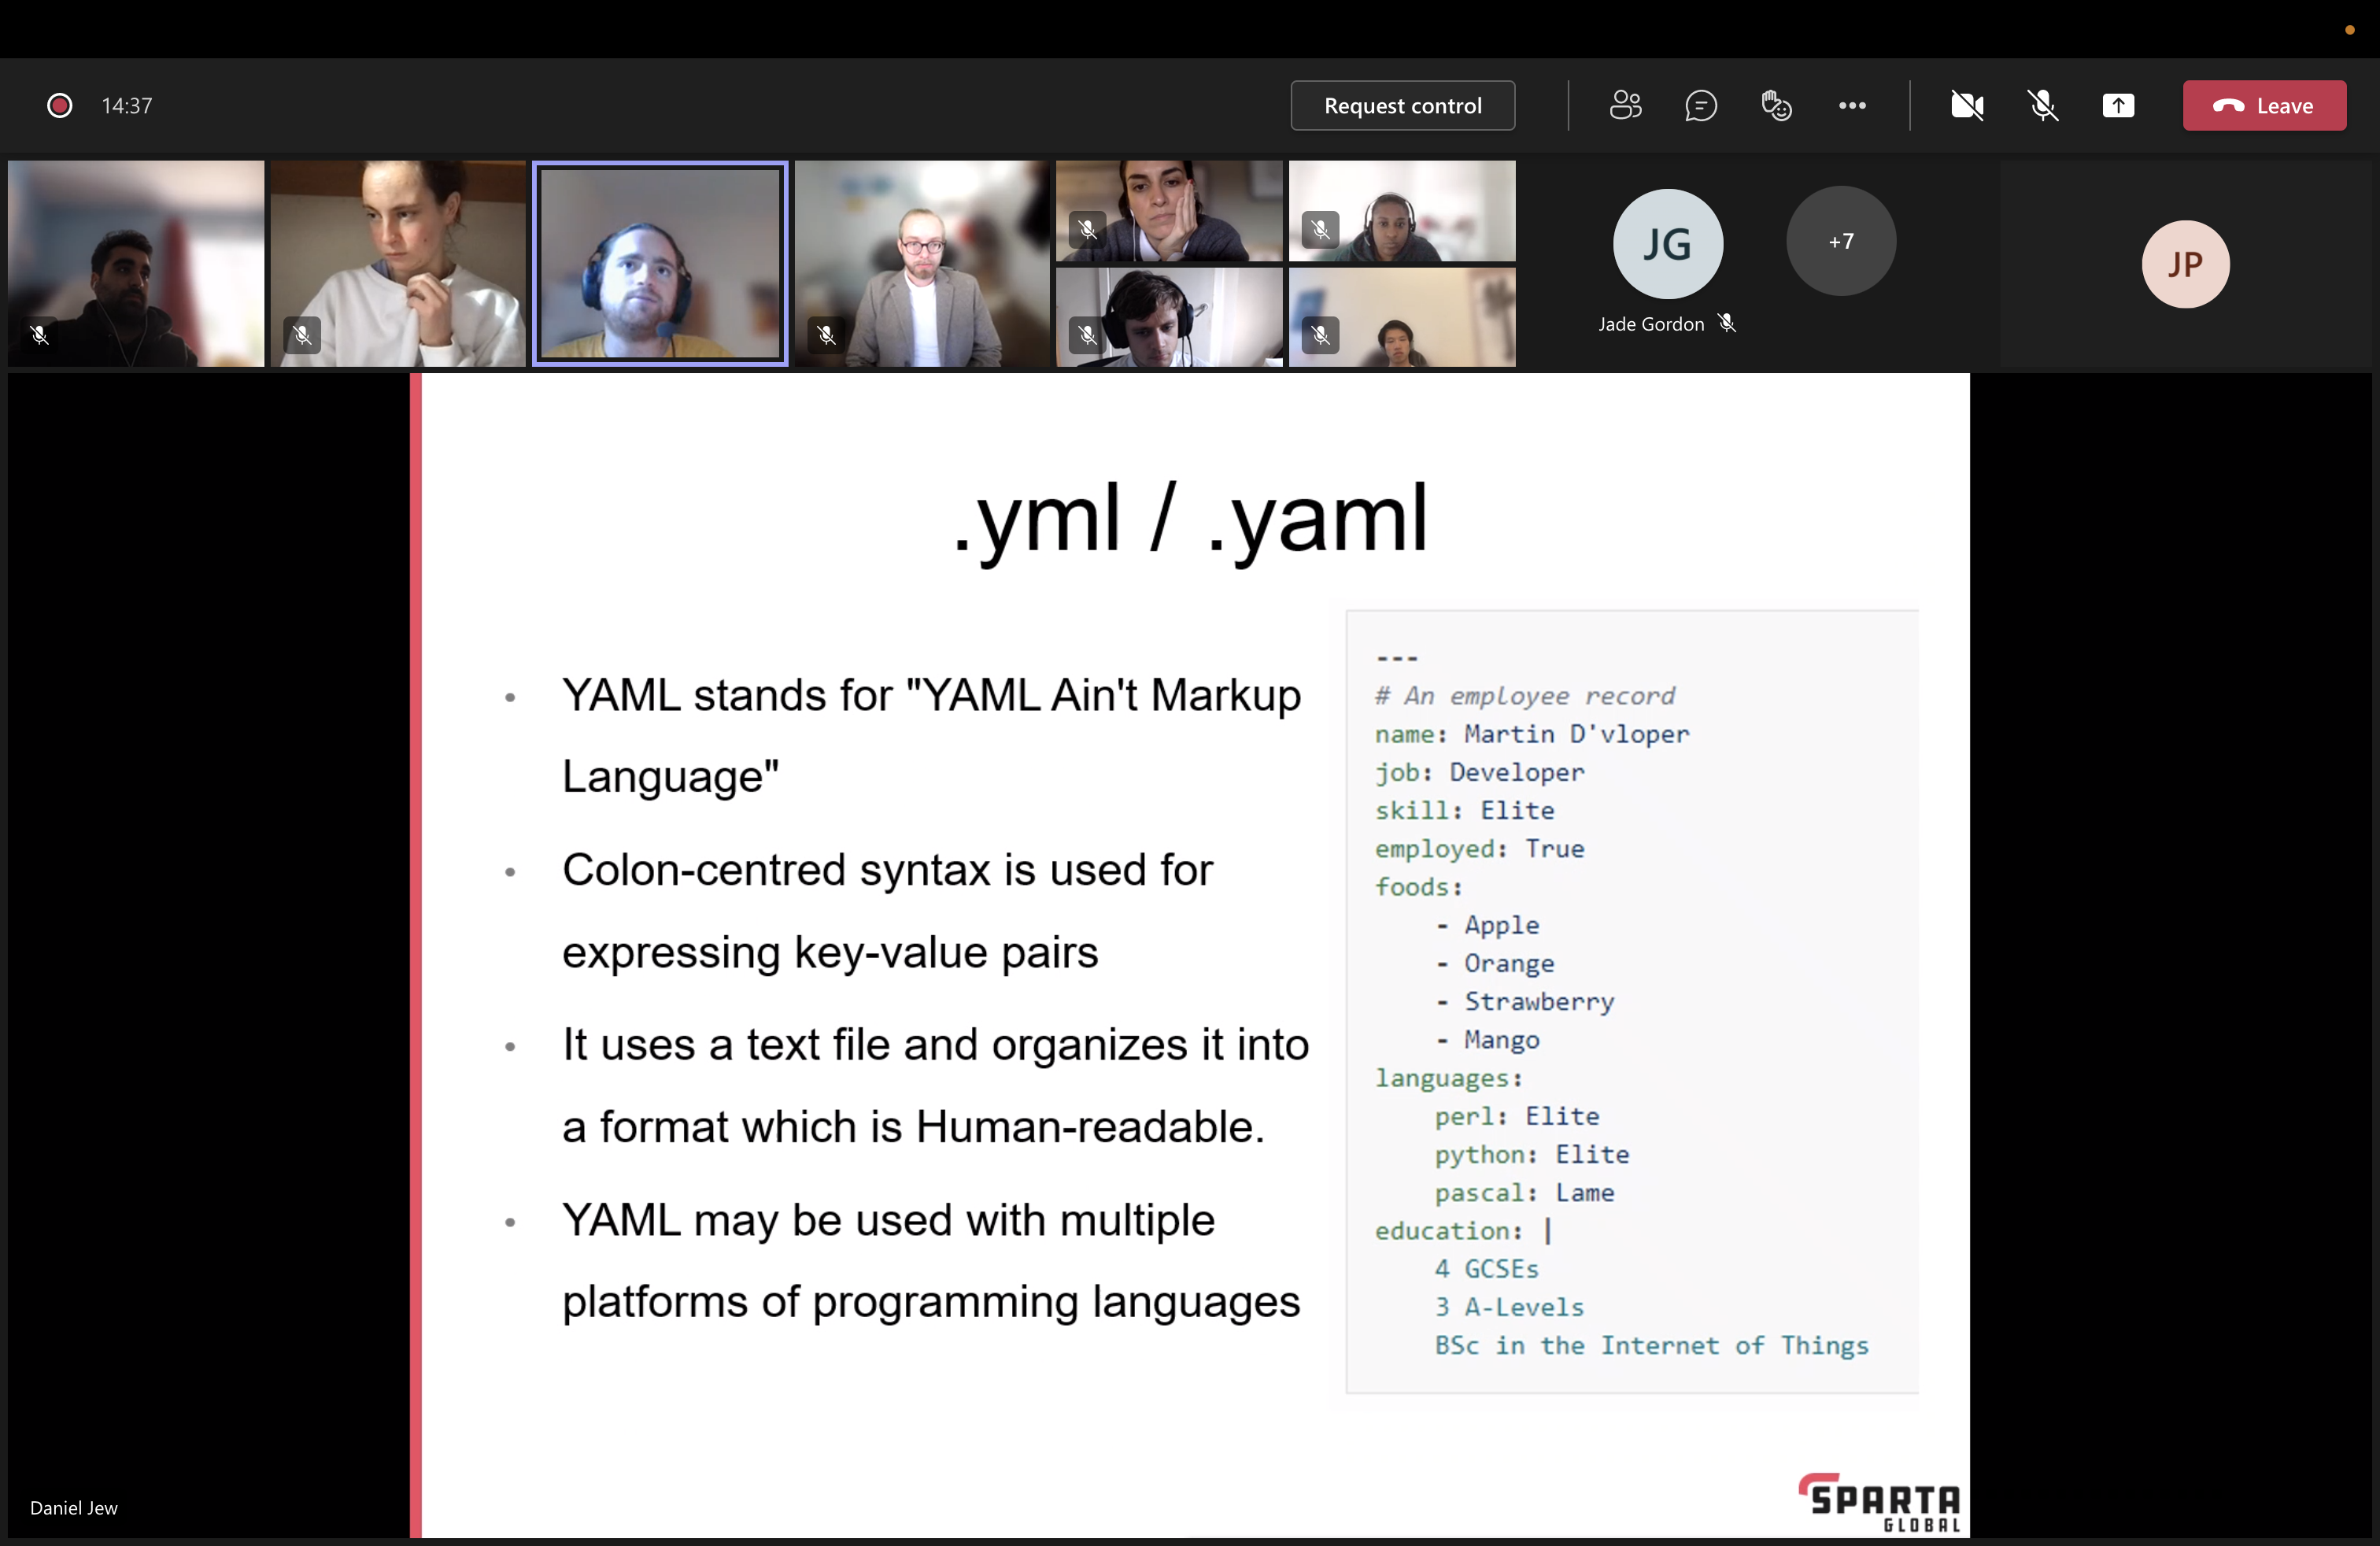 14:37
Request control
Leave
JG
+7
JP
Jade Gordon
.yml / .yaml
• YAML stands for "YAML Ain't Markup
Language"
• Colon-centred syntax is used for
expressing key-value pairs
• It uses a text file and organizes it into
a format which is Human-readable.
• YAML may be used with multiple
platforms of programming languages
---
# An employee record
name: Martin D'vloper
job: Developer
skill: Elite
employed: True
foods:
- Apple
- Orange
- Strawberry
- Mango
languages:
perl: Elite
python: Elite
pascal: Lame
education: |
4 GCSEs
3 A-Levels
BSc in the Internet of Things
Daniel Jew
SPARTA
GLOBAL